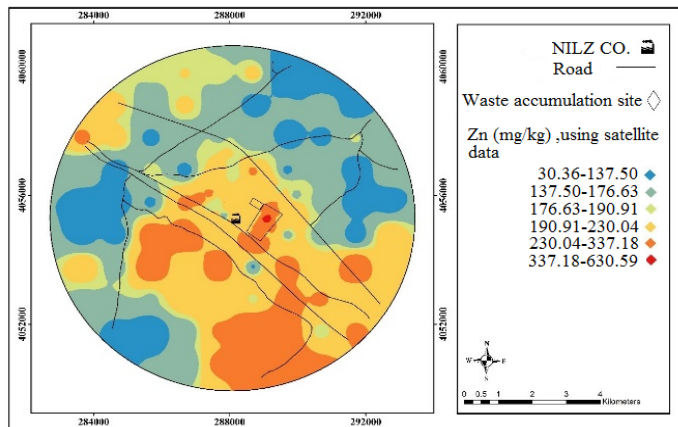 284000 288000 292000
4060000 4060000
4056000 4056000
4052000 4052000
284000 288000 292000
NILZ CO.
Road
Waste accumulation site
Zn (mg/kg) ,using satellite
data
30.36-137.50
137.50-176.63
176.63-190.91
190.91-230.04
230.04-337.18
337.18-630.59
N
W E
S
0 0.5 1 2 3 4
Kilometers